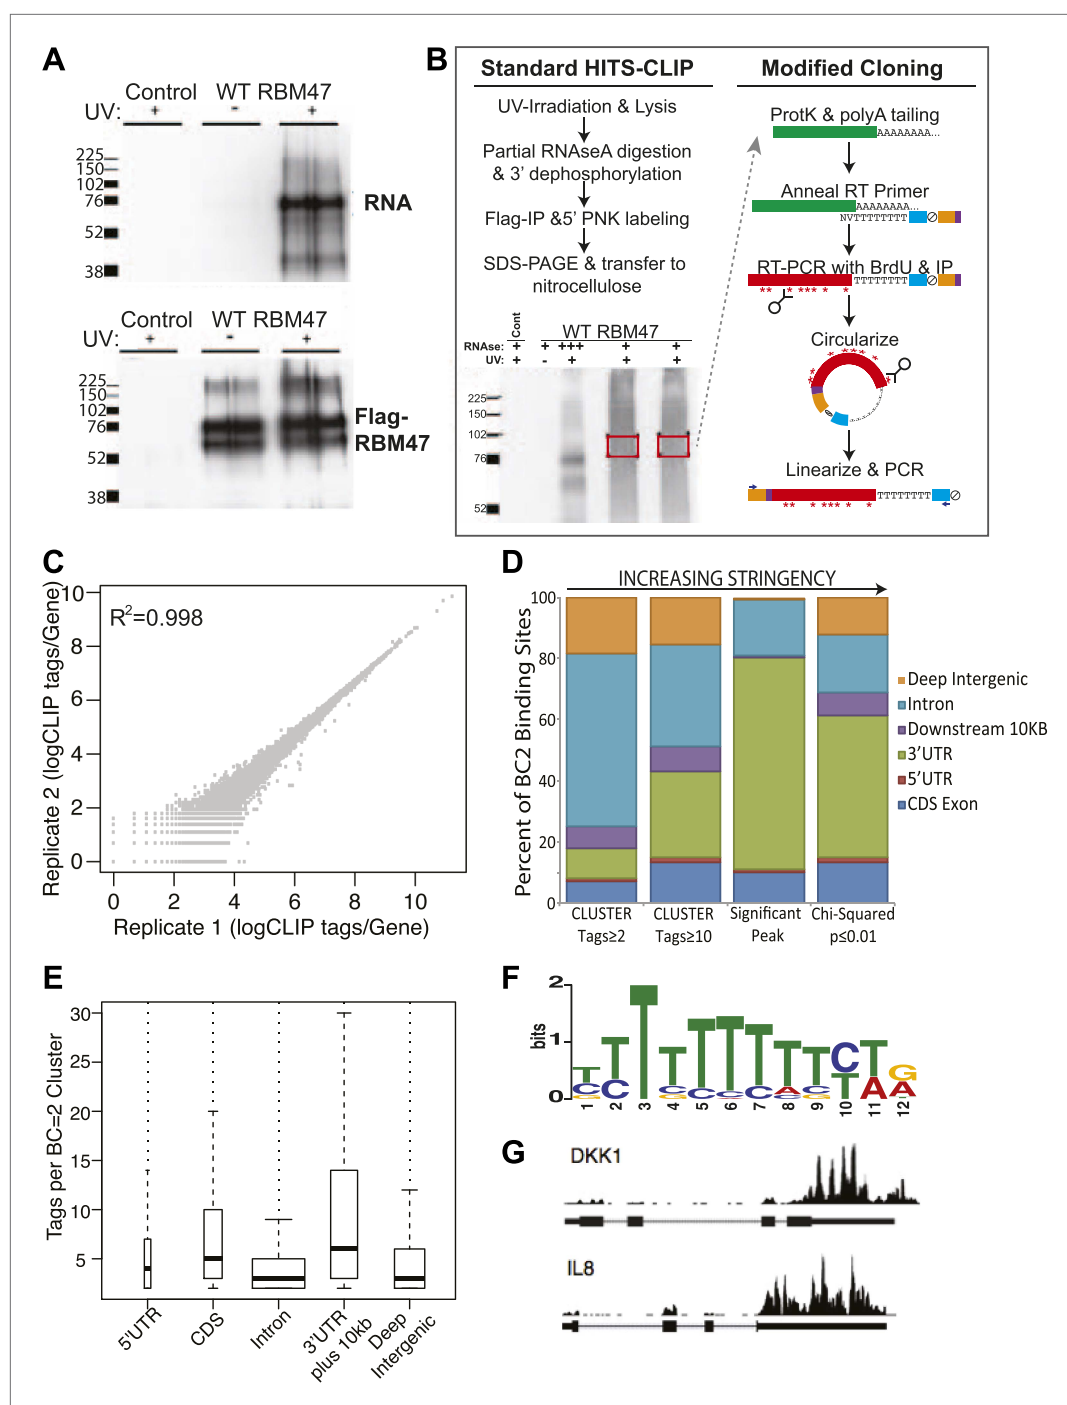 A
Control WT RBM47
UV: + - +
225
150
102
76
52
38
RNA
Control WT RBM47
UV: + - +
225
150
102
76
52
38
Flag-
RBM47
B
Standard HITS-CLIP
UV-Irradiation & Lysis
Partial RNAseA digestion
& 3' dephosphorylation
Flag-IP &5' PNK labeling
SDS-PAGE & transfer to
nitrocellulose
Cont
WT RBM47
RNAse: + + +++ + +
UV: + - + + +
225
150
102
76
52
Modified Cloning
ProtK & polyA tailing
AAAAAAAA...
Anneal RT Primer
AAAAAAAA...
NVTTTTTTTT
RT-PCR with BrdU & IP
TTTTTTTT
Circularize
Linearize & PCR
TTTTTTTT
C
R2=0.998
Replicate 2 (logCLIP tags/Gene)
10
8
6
4
2
0
0 2 4 6 8 10
Replicate 1 (logCLIP tags/Gene)
D
INCREASING STRINGENCY
Percent of BC2 Binding Sites
100
80
60
40
20
0
CLUSTER
Tags≥2
CLUSTER
Tags≥10
Significant
Peak
Chi-Squared
p≤0.01
Deep Intergenic
Intron
Downstream 10KB
3'UTR
5'UTR
CDS Exon
E
Tags per BC=2 Cluster
30
25
20
15
10
5
5'UTR
CDS
Intron
3'UTR
plus 10kb
Deep
Intergenic
F
bits
2
1
0
1 2 3 4 5 6 7 8 9 10 11 12
G
DKK1
IL8